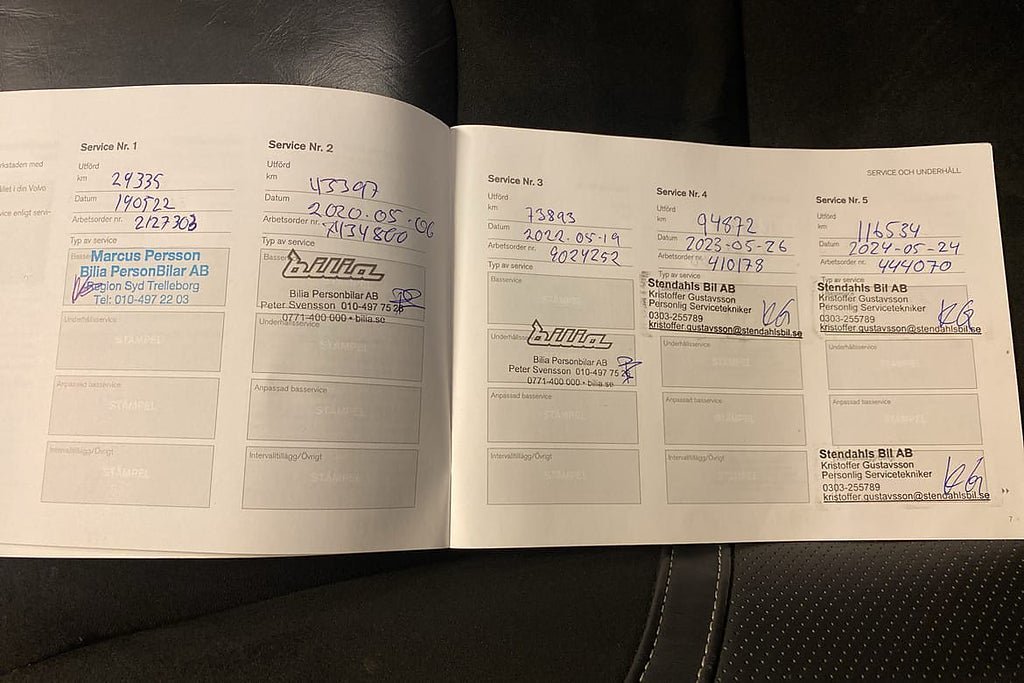 rkstaden med
llet i din Volvo
vice enligt serv-
Service Nr. 1
Utförd
km 29335
Datum 190522
Arbetsorder nr. 2127303
Typ av service
Marcus Persson
Bilia PersonBilar AB
Region Syd Trelleborg
Tel: 010-497 22 03
Underhållsservice
STÄMPEL
Anpassad basservice
STÄMPEL
Intervalltillägg/Övrigt
STÄMPEL
Service Nr. 2
Utförd
km 43397
Datum 2020.05.06
Arbetsorder nr.
Typ av service
bilia
Bilia Personbilar AB
Peter Svensson 010-497 75
0771-400 000 • bilia.se
Underhållsservice
STÄMPEL
Anpassad basservice
STÄMPEL
Intervalltillägg/Övrigt
STÄMPEL
Service Nr. 3
Utförd
km 73893
Datum 2022.05-19
Arbetsorder nr. 9024252
Typ av service
Basservice
bilia
Bilia Personbilar AB
Peter Svensson 010-497 75
0771-400 000 • bilia.se
Anpassad basservice
STÄMPEL
Intervalltillägg/Övrigt
STÄMPEL
Service Nr. 4
Utförd
km 94872
Datum 2023-05-26
Arbetsorder nr. 410178
Typ av service
Stendahls Bil AB
Kristoffer Gustavsson
Personlig Servicetekniker
0303-255789
kristoffer.gustavsson@stendahlsbil.se
KG
Underhållsservice
STÄMPEL
Anpassad basservice
STÄMPEL
Intervalltillägg/Övrigt
STÄMPEL
SERVICE OCH UNDERHÅLL
Service Nr. 5
Utförd
km 116534
Datum 2024-05-24
Arbetsorder nr. 444070
Typ av service
Stendahls Bil AB
Kristoffer Gustavsson
Personlig Servicetekniker
0303-255789
kristoffer.gustavsson@stendahlsbil.se
KG
Underhållsservice
STÄMPEL
Anpassad basservice
STÄMPEL
Stendahls Bil AB
Kristoffer Gustavsson
Personlig Servicetekniker
0303-255789
kristoffer.gustavsson@stendahlsbil.se
KG
7